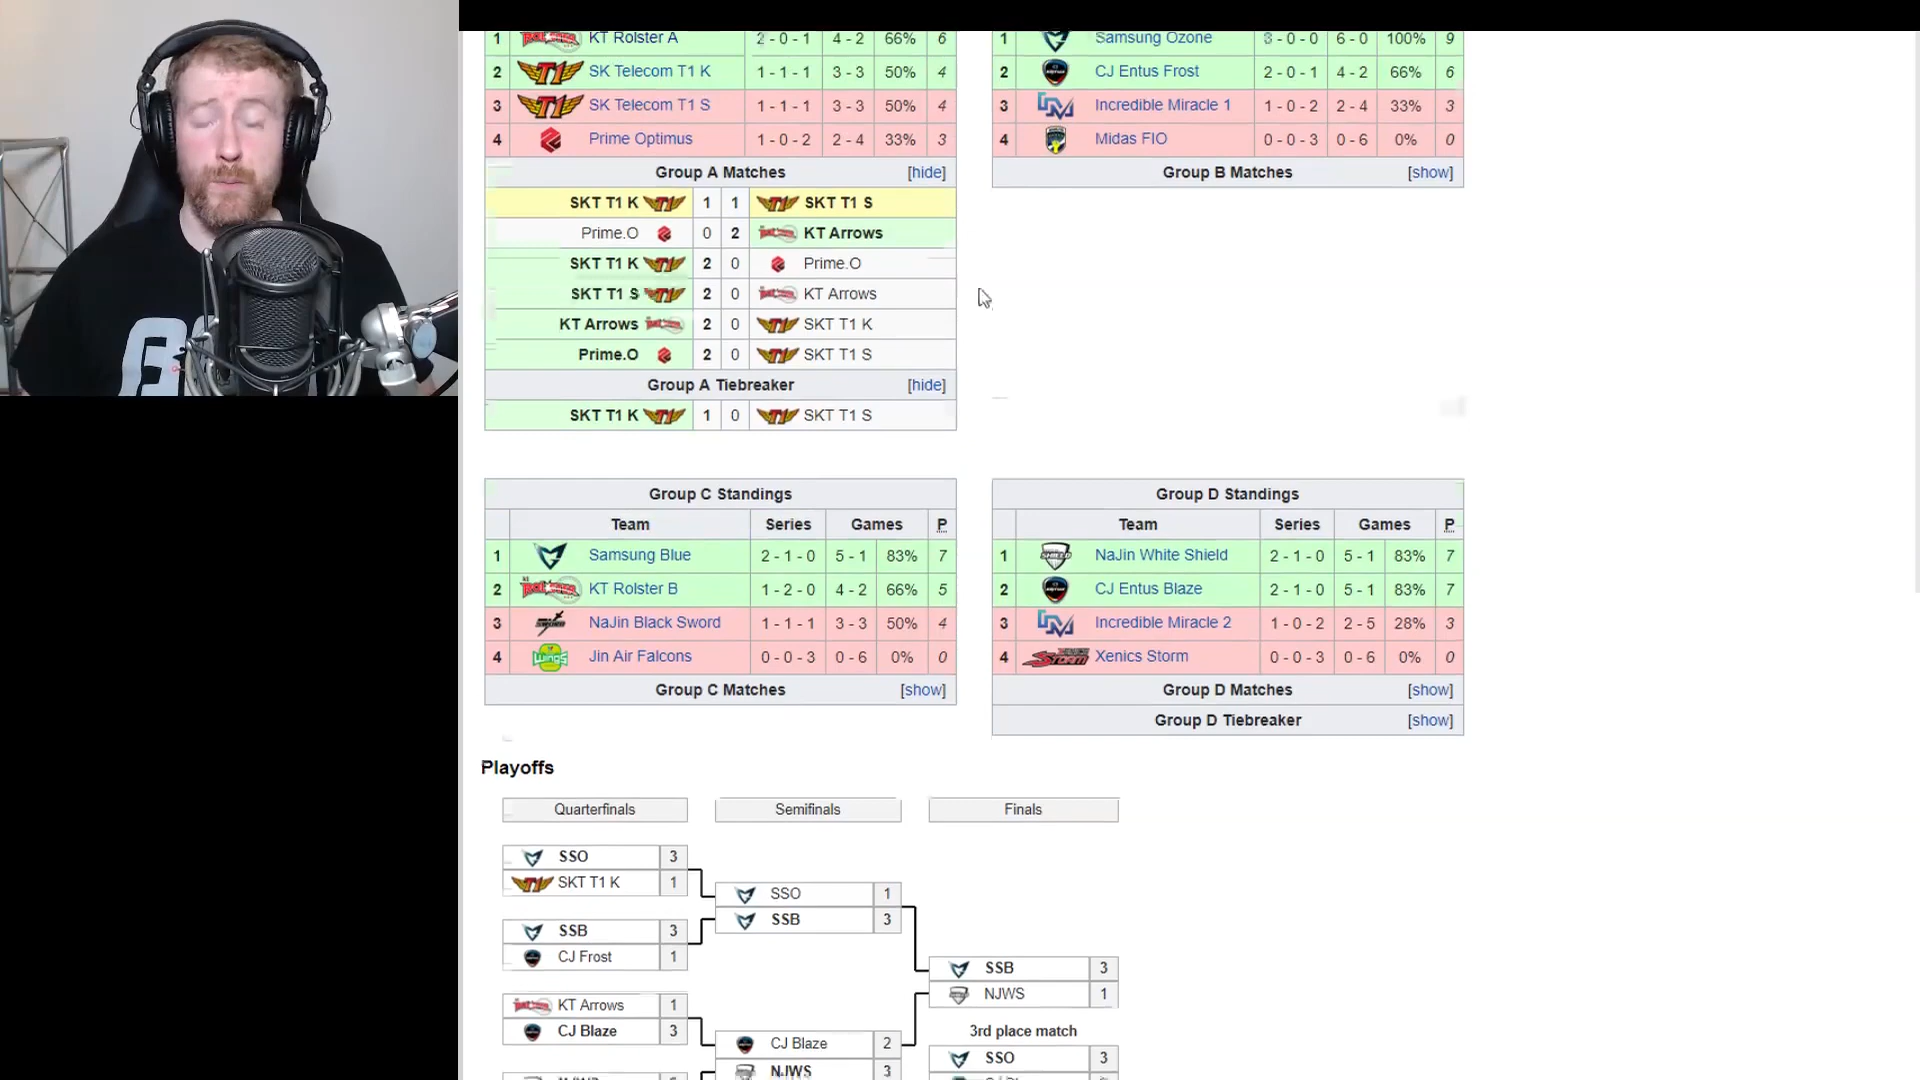 1 KT Rolster A 2 - 0 - 1 4 - 2 66% 6
2 SK Telecom T1 K 1 - 1 - 1 3 - 3 50% 4
3 SK Telecom T1 S 1 - 1 - 1 3 - 3 50% 4
4 Prime Optimus 1 - 0 - 2 2 - 4 33% 3
Group A Matches [hide]
SKT T1 K 1 1 SKT T1 S
Prime.O 0 2 KT Arrows
SKT T1 K 2 0 Prime.O
SKT T1 S 2 0 KT Arrows
KT Arrows 2 0 SKT T1 K
Prime.O 2 0 SKT T1 S
Group A Tiebreaker [hide]
SKT T1 K 1 0 SKT T1 S
1 Samsung Ozone 3 - 0 - 0 6 - 0 100% 9
2 CJ Entus Frost 2 - 0 - 1 4 - 2 66% 6
3 Incredible Miracle 1 1 - 0 - 2 2 - 4 33% 3
4 Midas FIO 0 - 0 - 3 0 - 6 0% 0
Group B Matches [show]
Group C Standings
Team Series Games P
1 Samsung Blue 2 - 1 - 0 5 - 1 83% 7
2 KT Rolster B 1 - 2 - 0 4 - 2 66% 5
3 NaJin Black Sword 1 - 1 - 1 3 - 3 50% 4
4 Jin Air Falcons 0 - 0 - 3 0 - 6 0% 0
Group C Matches [show]
Group D Standings
Team Series Games P
1 NaJin White Shield 2 - 1 - 0 5 - 1 83% 7
2 CJ Entus Blaze 2 - 1 - 0 5 - 1 83% 7
3 Incredible Miracle 2 1 - 0 - 2 2 - 5 28% 3
4 Xenics Storm 0 - 0 - 3 0 - 6 0% 0
Group D Matches [show]
Group D Tiebreaker [show]
Playoffs
Quarterfinals
SSO 3
SKT T1 K 1
SSB 3
CJ Frost 1
KT Arrows 1
CJ Blaze 3
Semifinals
SSO 1
SSB 3
CJ Blaze 2
NJWS 3
Finals
SSB 3
NJWS 1
3rd place match
SSO 3